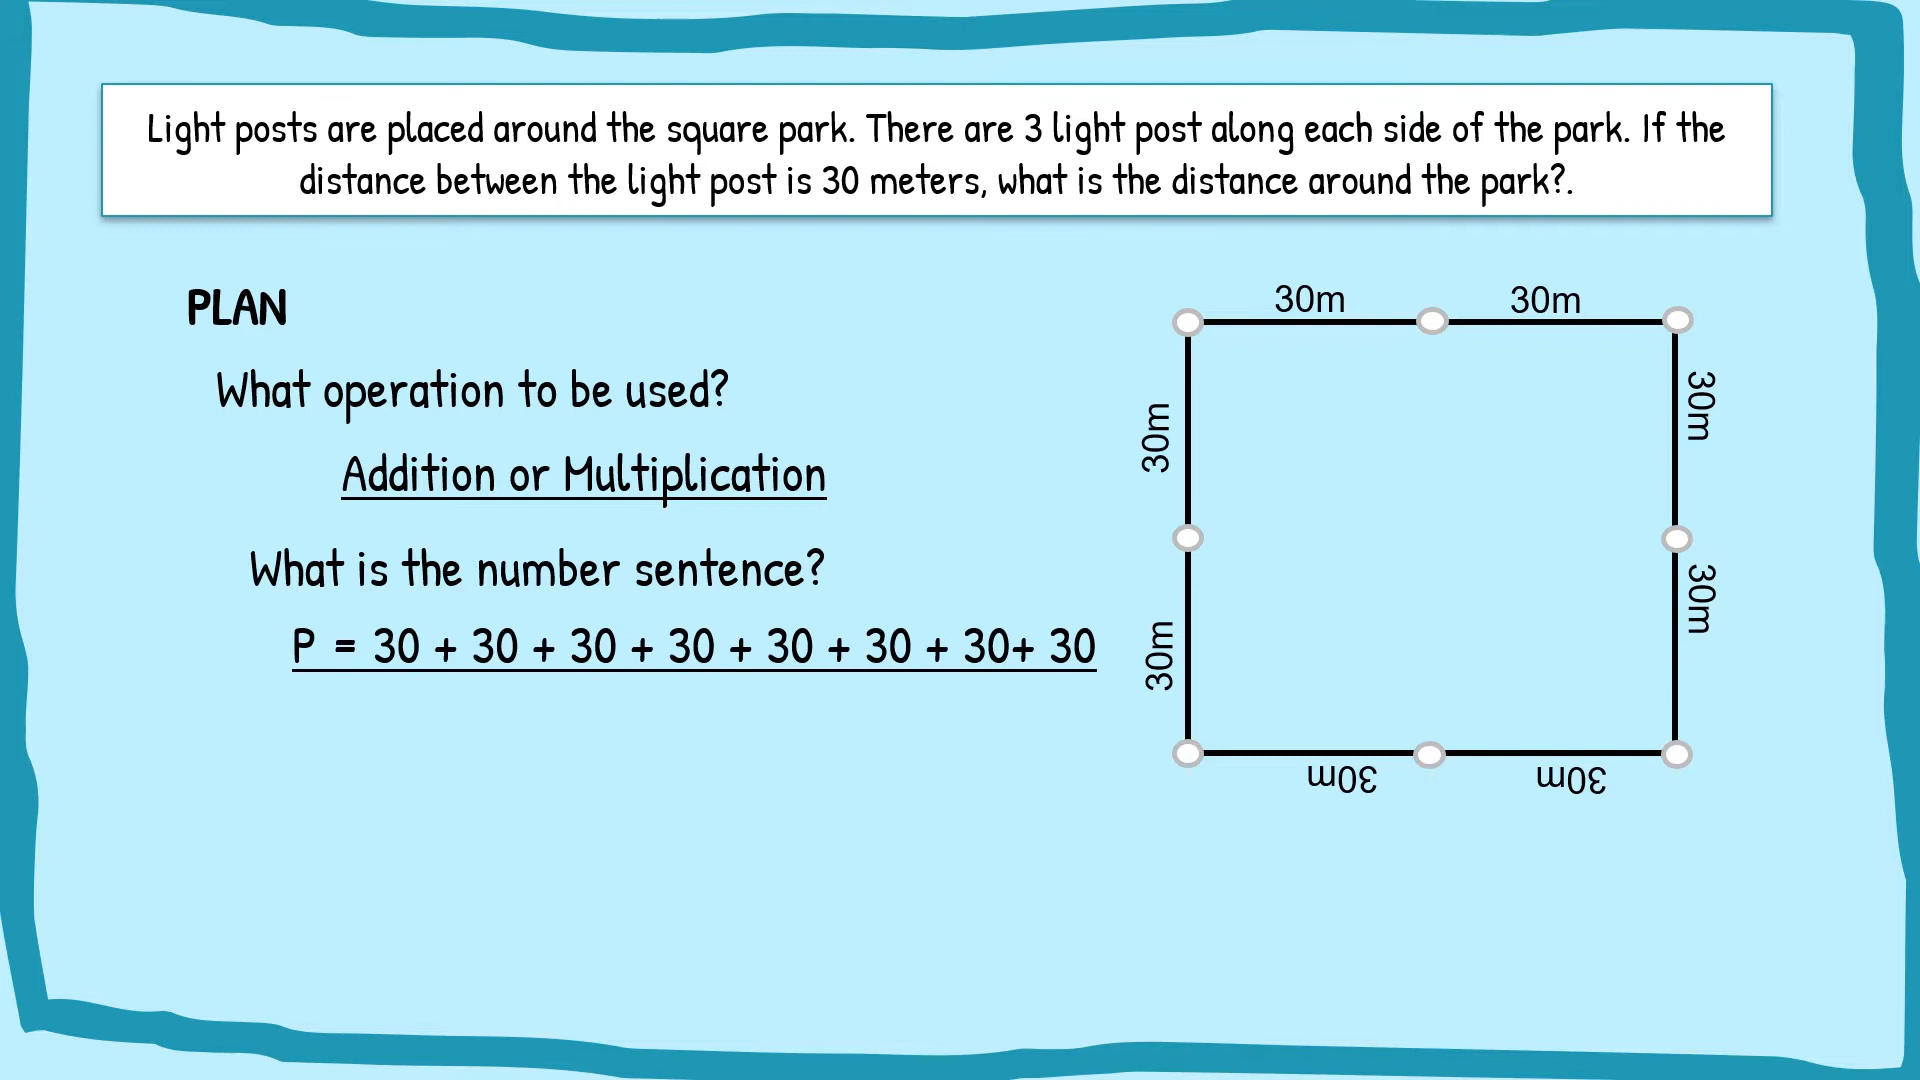 Light posts are placed around the square park. There are 3 light post along each side of the park. If the
distance between the light post is 30 meters, what is the distance around the park?.
PLAN
What operation to be used?
Addition or Multiplication
What is the number sentence?
P = 30 + 30 + 30 + 30 + 30 + 30 + 30+ 30
30m
30m
30m
30m
30m
30m
30m
30m